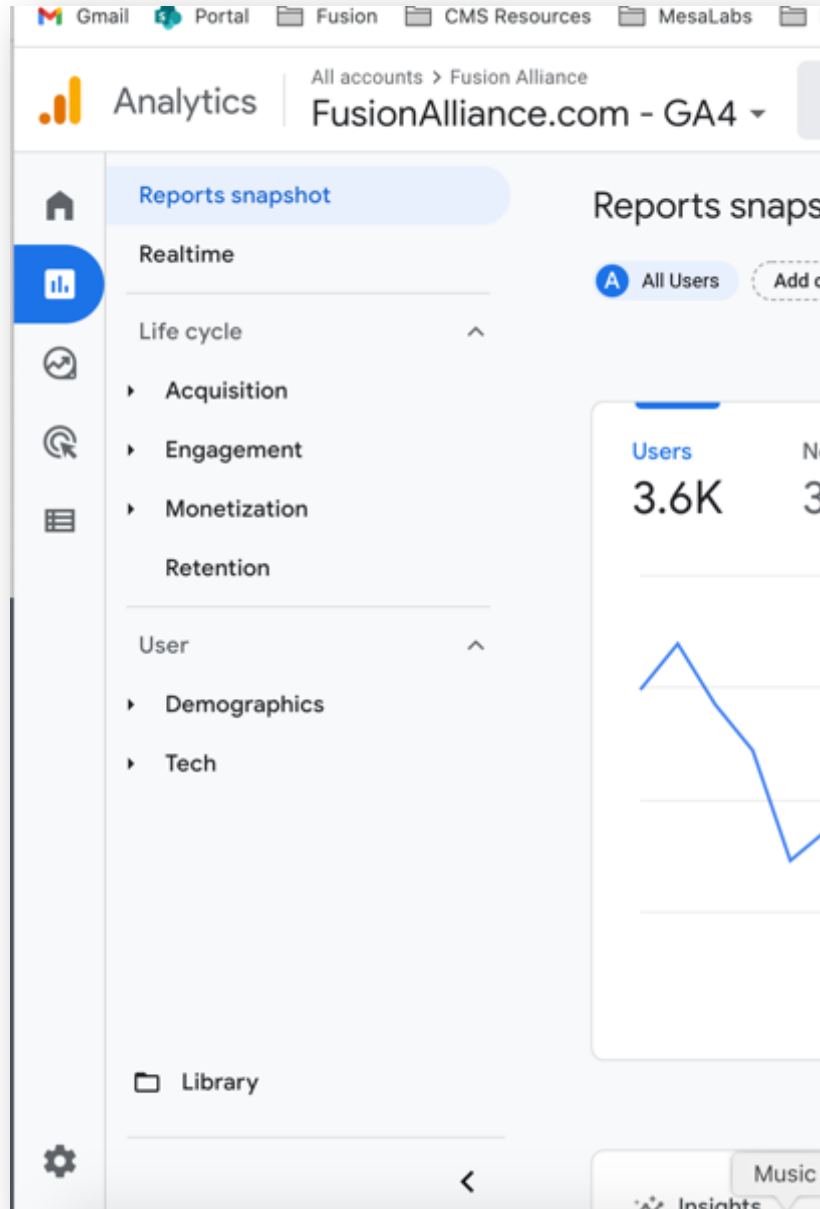 Gmail Portal Fusion CMS Resources MesaLabs
Analytics
All accounts > Fusion Alliance
FusionAlliance.com - GA4
Reports snapshot
Realtime
Life cycle
Acquisition
Engagement
Monetization
Retention
User
Demographics
Tech
Library
Reports snaps
A All Users Add
Users
3.6K 3
Music
Insights